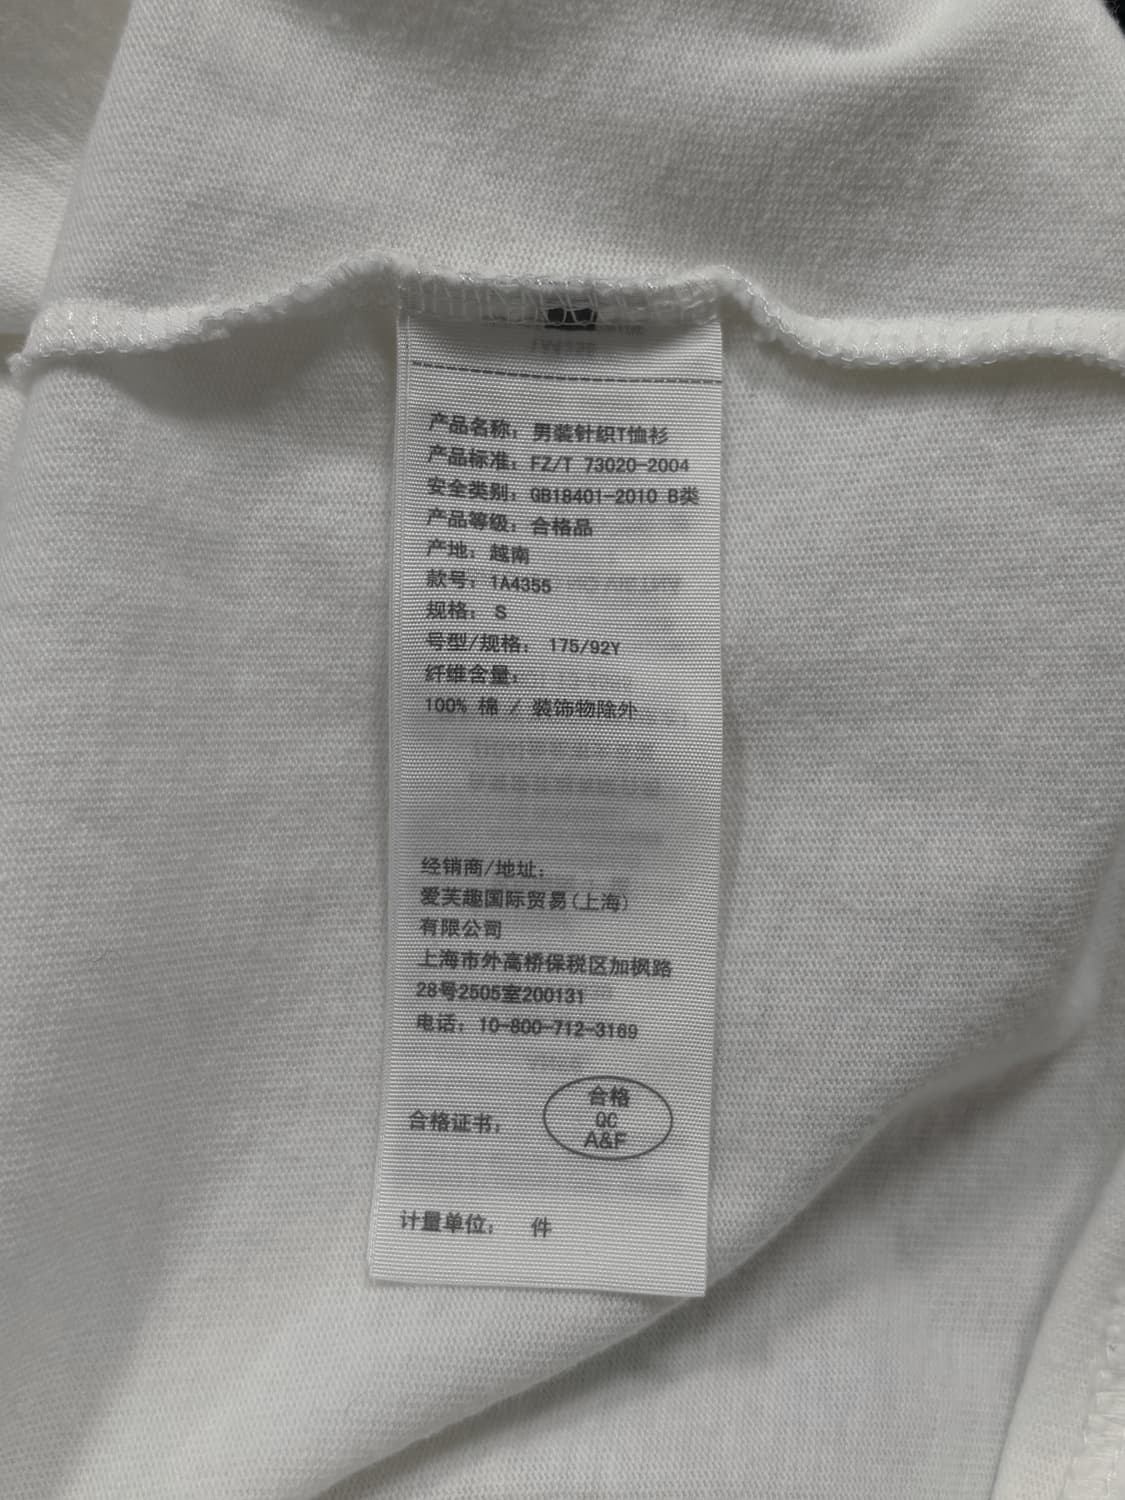 产品名称：男装针织T恤衫
产品标准：FZ/T 73020-2004
安全类别：GB18401-2010 B类
产品等级：合格品
产地：越南
款号：1A4355
规格：S
号型/规格：175/92Y
纤维含量：
100% 棉 / 装饰物除外
经销商/地址：
爱芙趣国际贸易(上海)
有限公司
上海市外高桥保税区加枫路
28号2505室200131
电话：10-800-712-3169
合格证书：
合格
QC
A&F
计量单位： 件